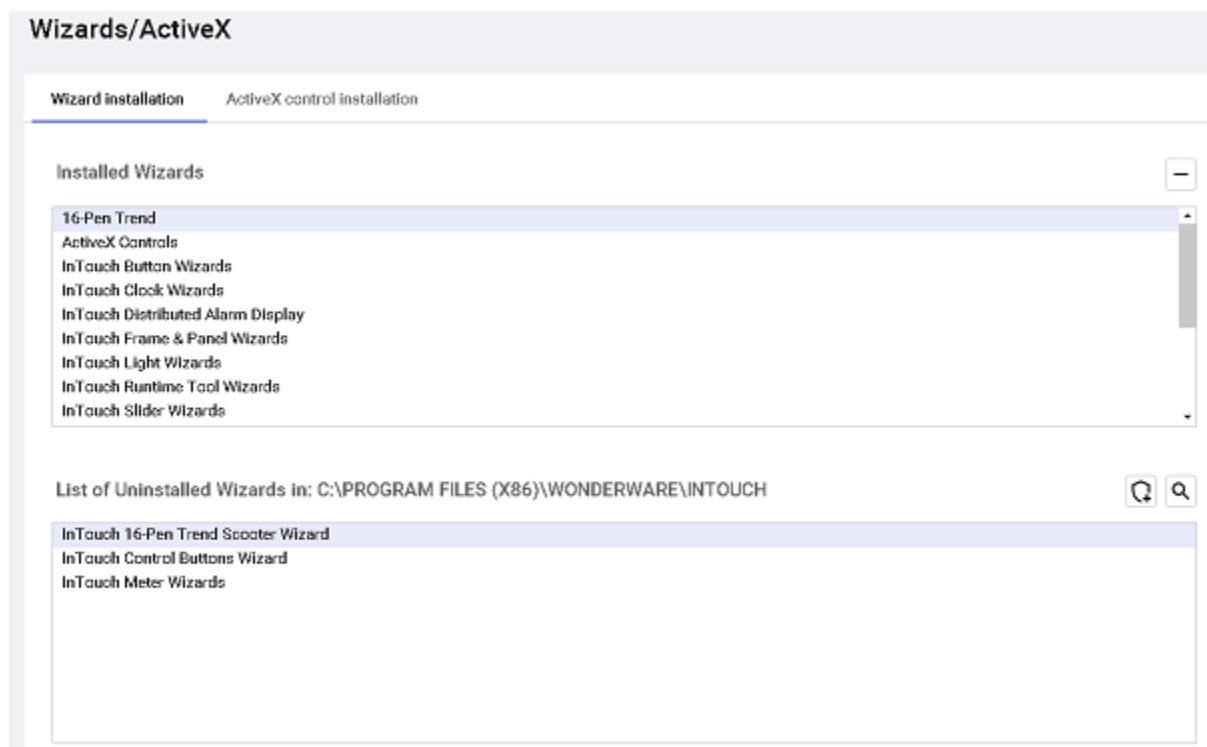 Wizards/ActiveX
Wizard installation ActiveX control installation
Installed Wizards
16-Pen Trend
ActiveX Controls
InTouch Button Wizards
InTouch Clock Wizards
InTouch Distributed Alarm Display
InTouch Frame & Panel Wizards
InTouch Light Wizards
InTouch Runtime Tool Wizards
InTouch Slider Wizards
List of Uninstalled Wizards in: C:\PROGRAM FILES (X86)\WONDERWARE\INTOUCH
InTouch 16-Pen Trend Scooter Wizard
InTouch Control Buttons Wizard
InTouch Meter Wizards